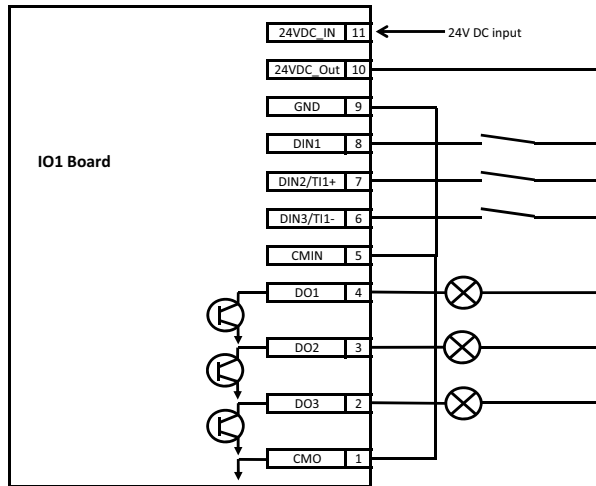 24VDC_IN 11 24V DC input
24VDC_Out 10
GND 9
DIN1 8
IO1 Board
DIN2/TI1+ 7
DIN3/TI1- 6
CMIN 5
DO1 4
DO2 3
DO3 2
CMO 1